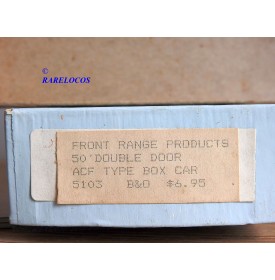 ©
RARELOCOS
FRONT RANGE PRODUCTS
50'DOUBLE DOOR
ACF TYPE BOX CAR
5103 B&O $6.95